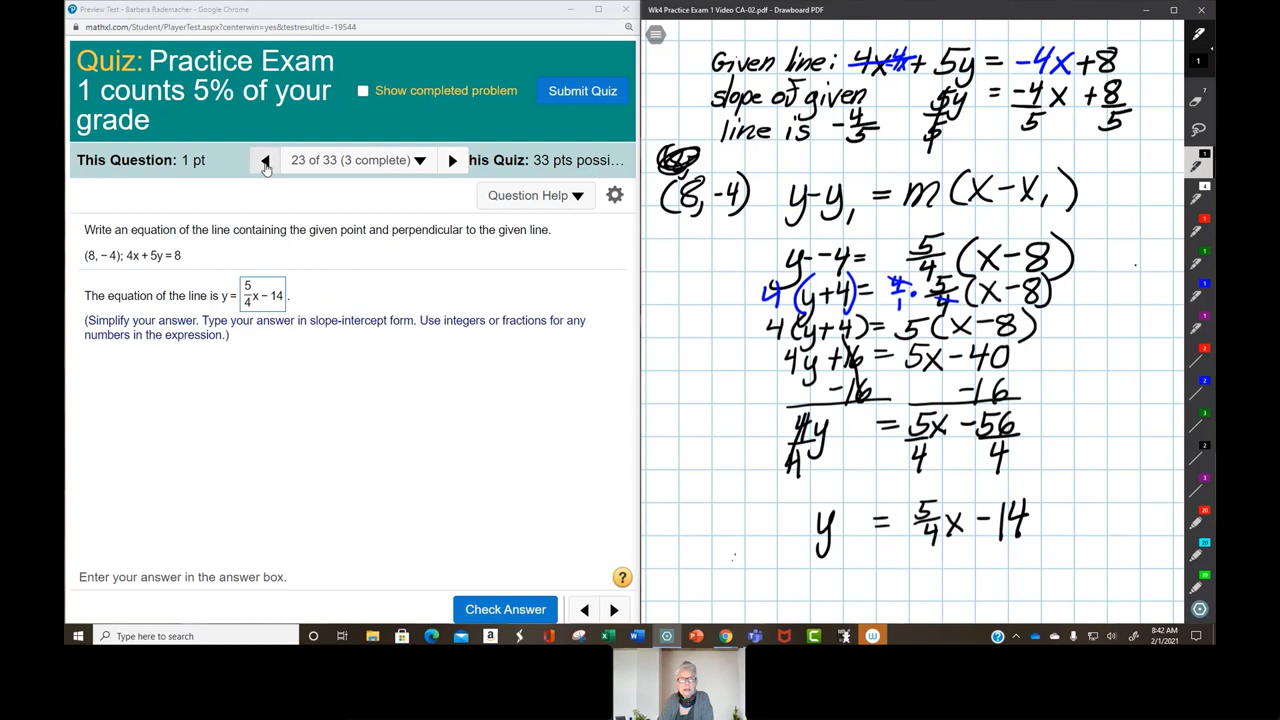 Preview Test - Barbara Rademacher - Google Chrome
mathxl.com/Student/PlayerTest.aspx?centerwin=yes&testresultid=-19544
Quiz: Practice Exam
1 counts 5% of your
grade
Show completed problem
Submit Quiz
This Question: 1 pt
23 of 33 (3 complete)
his Quiz: 33 pts possi...
Question Help
Write an equation of the line containing the given point and perpendicular to the given line.
(8, − 4); 4x + 5y = 8
The equation of the line is y = 5/4 x − 14 .
(Simplify your answer. Type your answer in slope-intercept form. Use integers or fractions for any
numbers in the expression.)
Enter your answer in the answer box.
?
Check Answer
Wk4 Practice Exam 1 Video CA-02.pdf - Drawboard PDF
Given line: 4x -4x + 5y = -4x + 8
slope of given 5y/5 = -4/5 x + 8/5
line is -4/5
(8, -4) y - y1 = m(x - x1)
y - -4 = 5/4 (x - 8)
4(y + 4) = 4/1 · 5/4 (x - 8)
4(y + 4) = 5(x - 8)
4y + 16 = 5x - 40
-16 -16
4y/4 = 5x/4 - 56/4
y = 5/4 x - 14
Type here to search
8:42 AM
2/1/2021